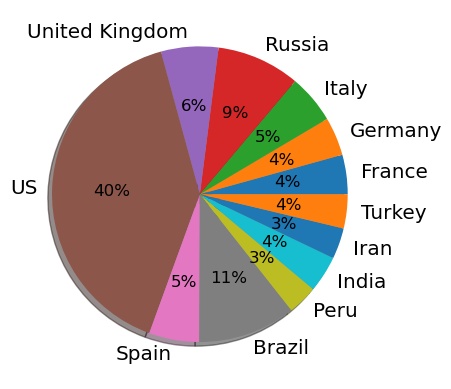 United Kingdom
Russia
Italy
Germany
France
Turkey
Iran
India
Peru
Brazil
Spain
US
6%
9%
5%
4%
4%
4%
3%
4%
3%
11%
5%
40%